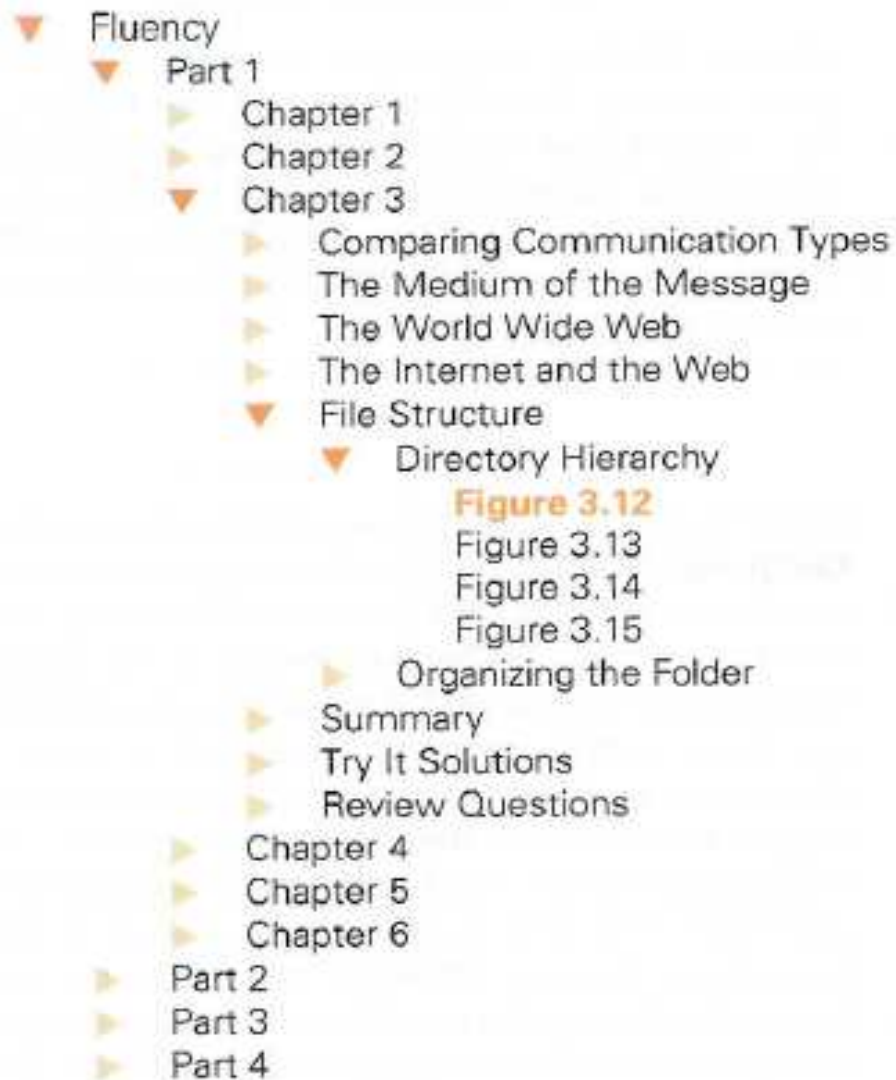 Fluency
Part 1
Chapter 1
Chapter 2
Chapter 3
Comparing Communication Types
The Medium of the Message
The World Wide Web
The Internet and the Web
File Structure
Directory Hierarchy
Figure 3.12
Figure 3.13
Figure 3.14
Figure 3.15
Organizing the Folder
Summary
Try It Solutions
Review Questions
Chapter 4
Chapter 5
Chapter 6
Part 2
Part 3
Part 4